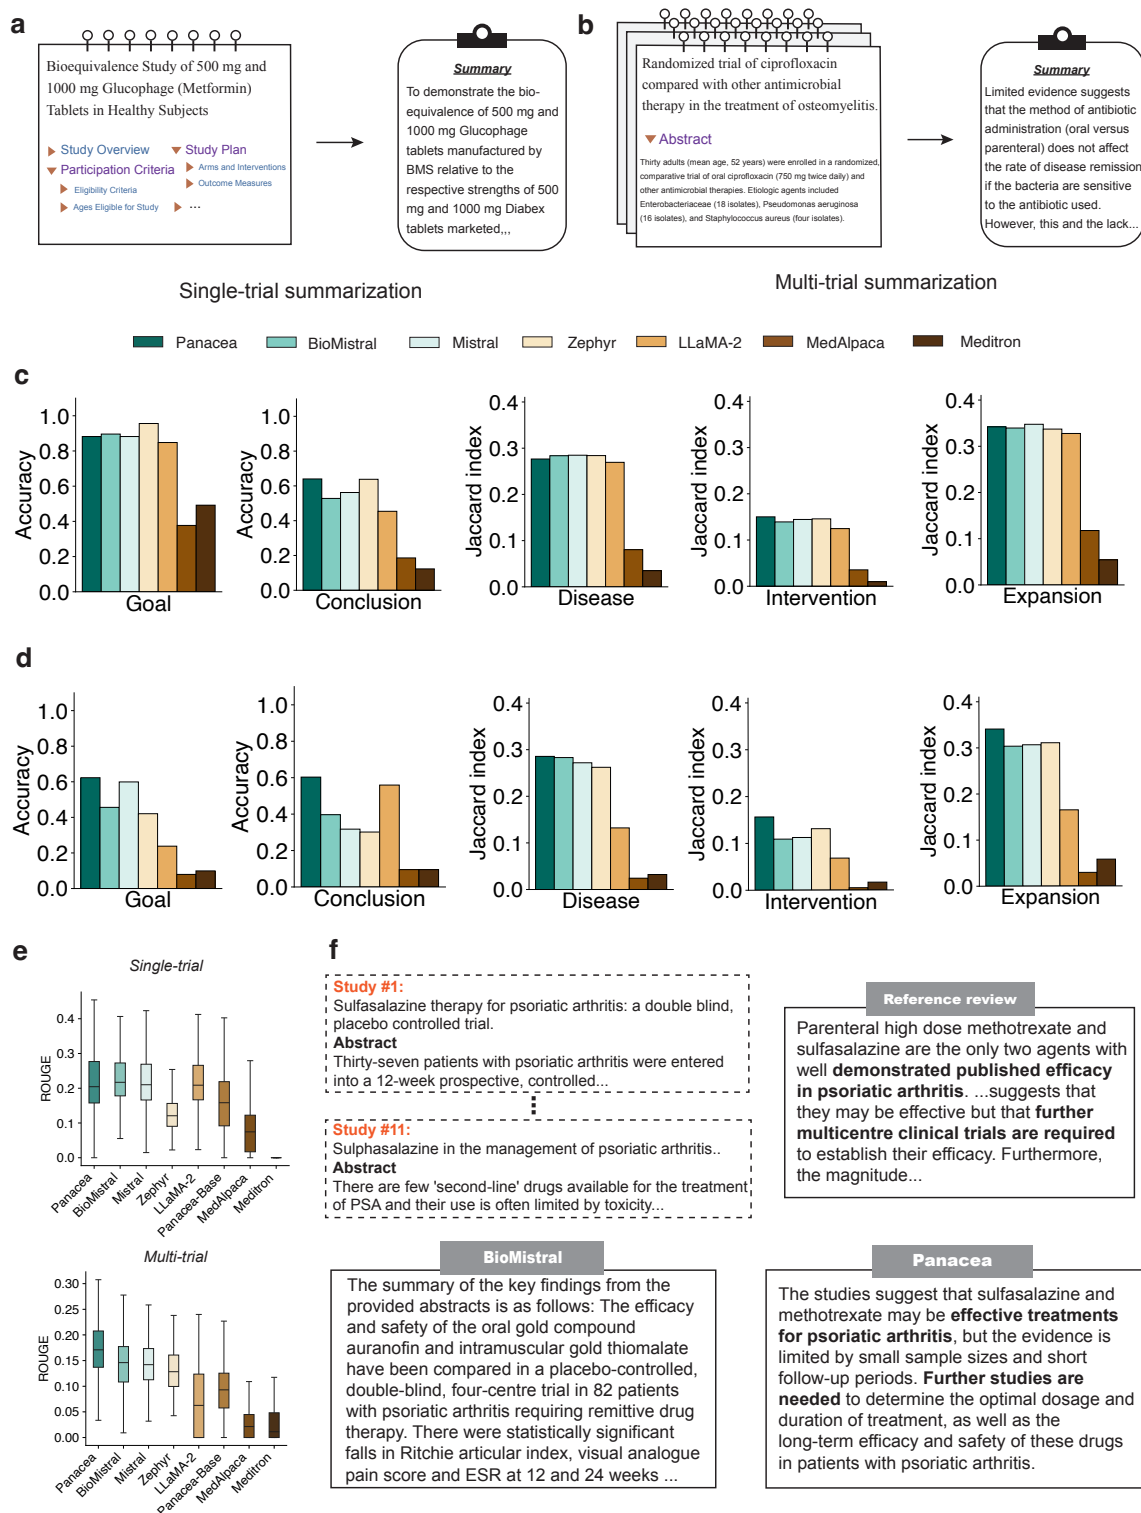 a
Bioequivalence Study of 500 mg and
1000 mg Glucophage (Metformin)
Tablets in Healthy Subjects
Study Overview
Participation Criteria
Eligibility Criteria
Ages Eligible for Study
Study Plan
Arms and Interventions
Outcome Measures
...
Summary
To demonstrate the bio-
equivalence of 500 mg and
1000 mg Glucophage
tablets manufactured by
BMS relative to the
respective strengths of 500
mg and 1000 mg Diabex
tablets marketed,,,
Single-trial summarization
b
Randomized trial of ciprofloxacin
compared with other antimicrobial
therapy in the treatment of osteomyelitis.
Abstract
Thirty adults (mean age, 52 years) were enrolled in a randomized,
comparative trial of oral ciprofloxacin (750 mg twice daily) and
other antimicrobial therapies. Etiologic agents included
Enterobacteriaceae (18 isolates), Pseudomonas aeruginosa
(16 isolates), and Staphylococcus aureus (four isolates).
Summary
Limited evidence suggests
that the method of antibiotic
administration (oral versus
parenteral) does not affect
the rate of disease remission
if the bacteria are sensitive
to the antibiotic used.
However, this and the lack...
Multi-trial summarization
Panacea BioMistral Mistral Zephyr LLaMA-2 MedAlpaca Meditron
c
Accuracy
1.0
0.8
0.6
0.4
0.2
0.0
Goal
Accuracy
1.0
0.8
0.6
0.4
0.2
0.0
Conclusion
Jaccard index
0.4
0.3
0.2
0.1
0.0
Disease
Jaccard index
0.4
0.3
0.2
0.1
0.0
Intervention
Jaccard index
0.4
0.3
0.2
0.1
0.0
Expansion
d
Accuracy
1.0
0.8
0.6
0.4
0.2
0.0
Goal
Accuracy
1.0
0.8
0.6
0.4
0.2
0.0
Conclusion
Jaccard index
0.4
0.3
0.2
0.1
0.0
Disease
Jaccard index
0.4
0.3
0.2
0.1
0.0
Intervention
Jaccard index
0.4
0.3
0.2
0.1
0.0
Expansion
e
Single-trial
ROUGE
0.4
0.3
0.2
0.1
0.0
Panacea
BioMistral
Mistral
Zephyr
LLaMA-2
Panacea-Base
MedAlpaca
Meditron
Multi-trial
ROUGE
0.30
0.25
0.20
0.15
0.10
0.05
0.00
Panacea
BioMistral
Mistral
Zephyr
LLaMA-2
Panacea-Base
MedAlpaca
Meditron
f
Study #1:
Sulfasalazine therapy for psoriatic arthritis: a double blind,
placebo controlled trial.
Abstract
Thirty-seven patients with psoriatic arthritis were entered
into a 12-week prospective, controlled...
Study #11:
Sulphasalazine in the management of psoriatic arthritis..
Abstract
There are few 'second-line' drugs available for the treatment
of PSA and their use is often limited by toxicity...
Reference review
Parenteral high dose methotrexate and
sulfasalazine are the only two agents with
well demonstrated published efficacy
in psoriatic arthritis. ...suggests that
they may be effective but that further
multicentre clinical trials are required
to establish their efficacy. Furthermore,
the magnitude...
BioMistral
The summary of the key findings from the
provided abstracts is as follows: The efficacy
and safety of the oral gold compound
auranofin and intramuscular gold thiomalate
have been compared in a placebo-controlled,
double-blind, four-centre trial in 82 patients
with psoriatic arthritis requiring remittive drug
therapy. There were statistically significant
falls in Ritchie articular index, visual analogue
pain score and ESR at 12 and 24 weeks ...
Panacea
The studies suggest that sulfasalazine and
methotrexate may be effective treatments
for psoriatic arthritis, but the evidence is
limited by small sample sizes and short
follow-up periods. Further studies are
needed to determine the optimal dosage and
duration of treatment, as well as the
long-term efficacy and safety of these drugs
in patients with psoriatic arthritis.